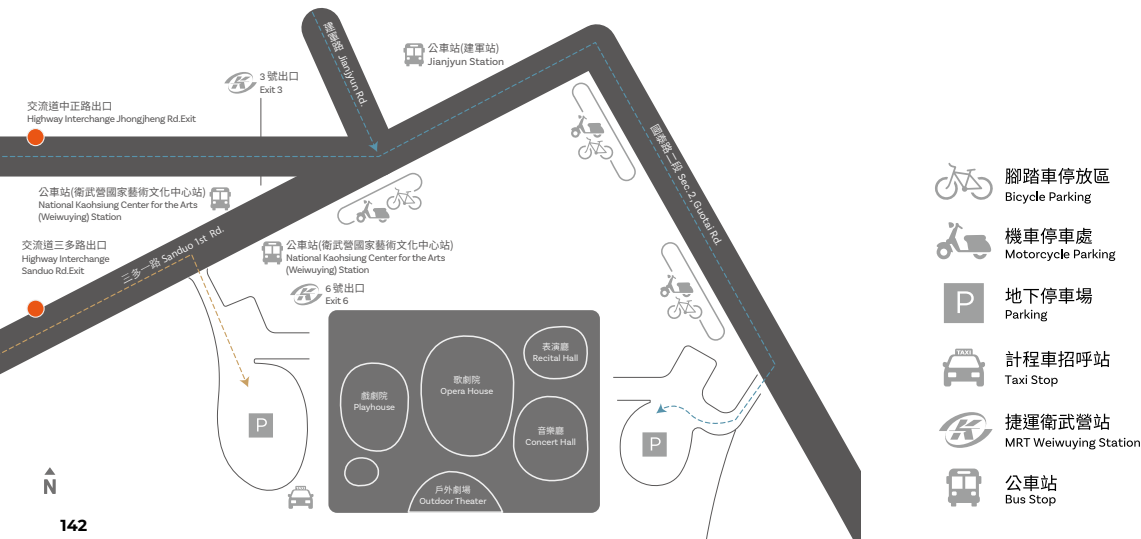 建軍路 Jianjyun Rd.
公車站(建軍站)
Jianjyun Station
3 號出口
Exit 3
交流道中正路出口
Highway Interchange Jhongjheng Rd.Exit
國泰路二段 Sec.2,Guotai Rd.
公車站(衛武營國家藝術文化中心站)
National Kaohsiung Center for the Arts
(Weiwuying) Station
三多一路 Sanduo 1st Rd.
交流道三多路出口
Highway Interchange
Sanduo Rd.Exit
公車站(衛武營國家藝術文化中心站)
National Kaohsiung Center for the Arts
(Weiwuying) Station
6 號出口
Exit 6
表演廳
Recital Hall
歌劇院
Opera House
戲劇院
Playhouse
音樂廳
Concert Hall
戶外劇場
Outdoor Theater
P
P
N
142
腳踏車停放區
Bicycle Parking
機車停車處
Motorcycle Parking
P
地下停車場
Parking
TAXI
計程車招呼站
Taxi Stop
捷運衛武營站
MRT Weiwuying Station
公車站
Bus Stop